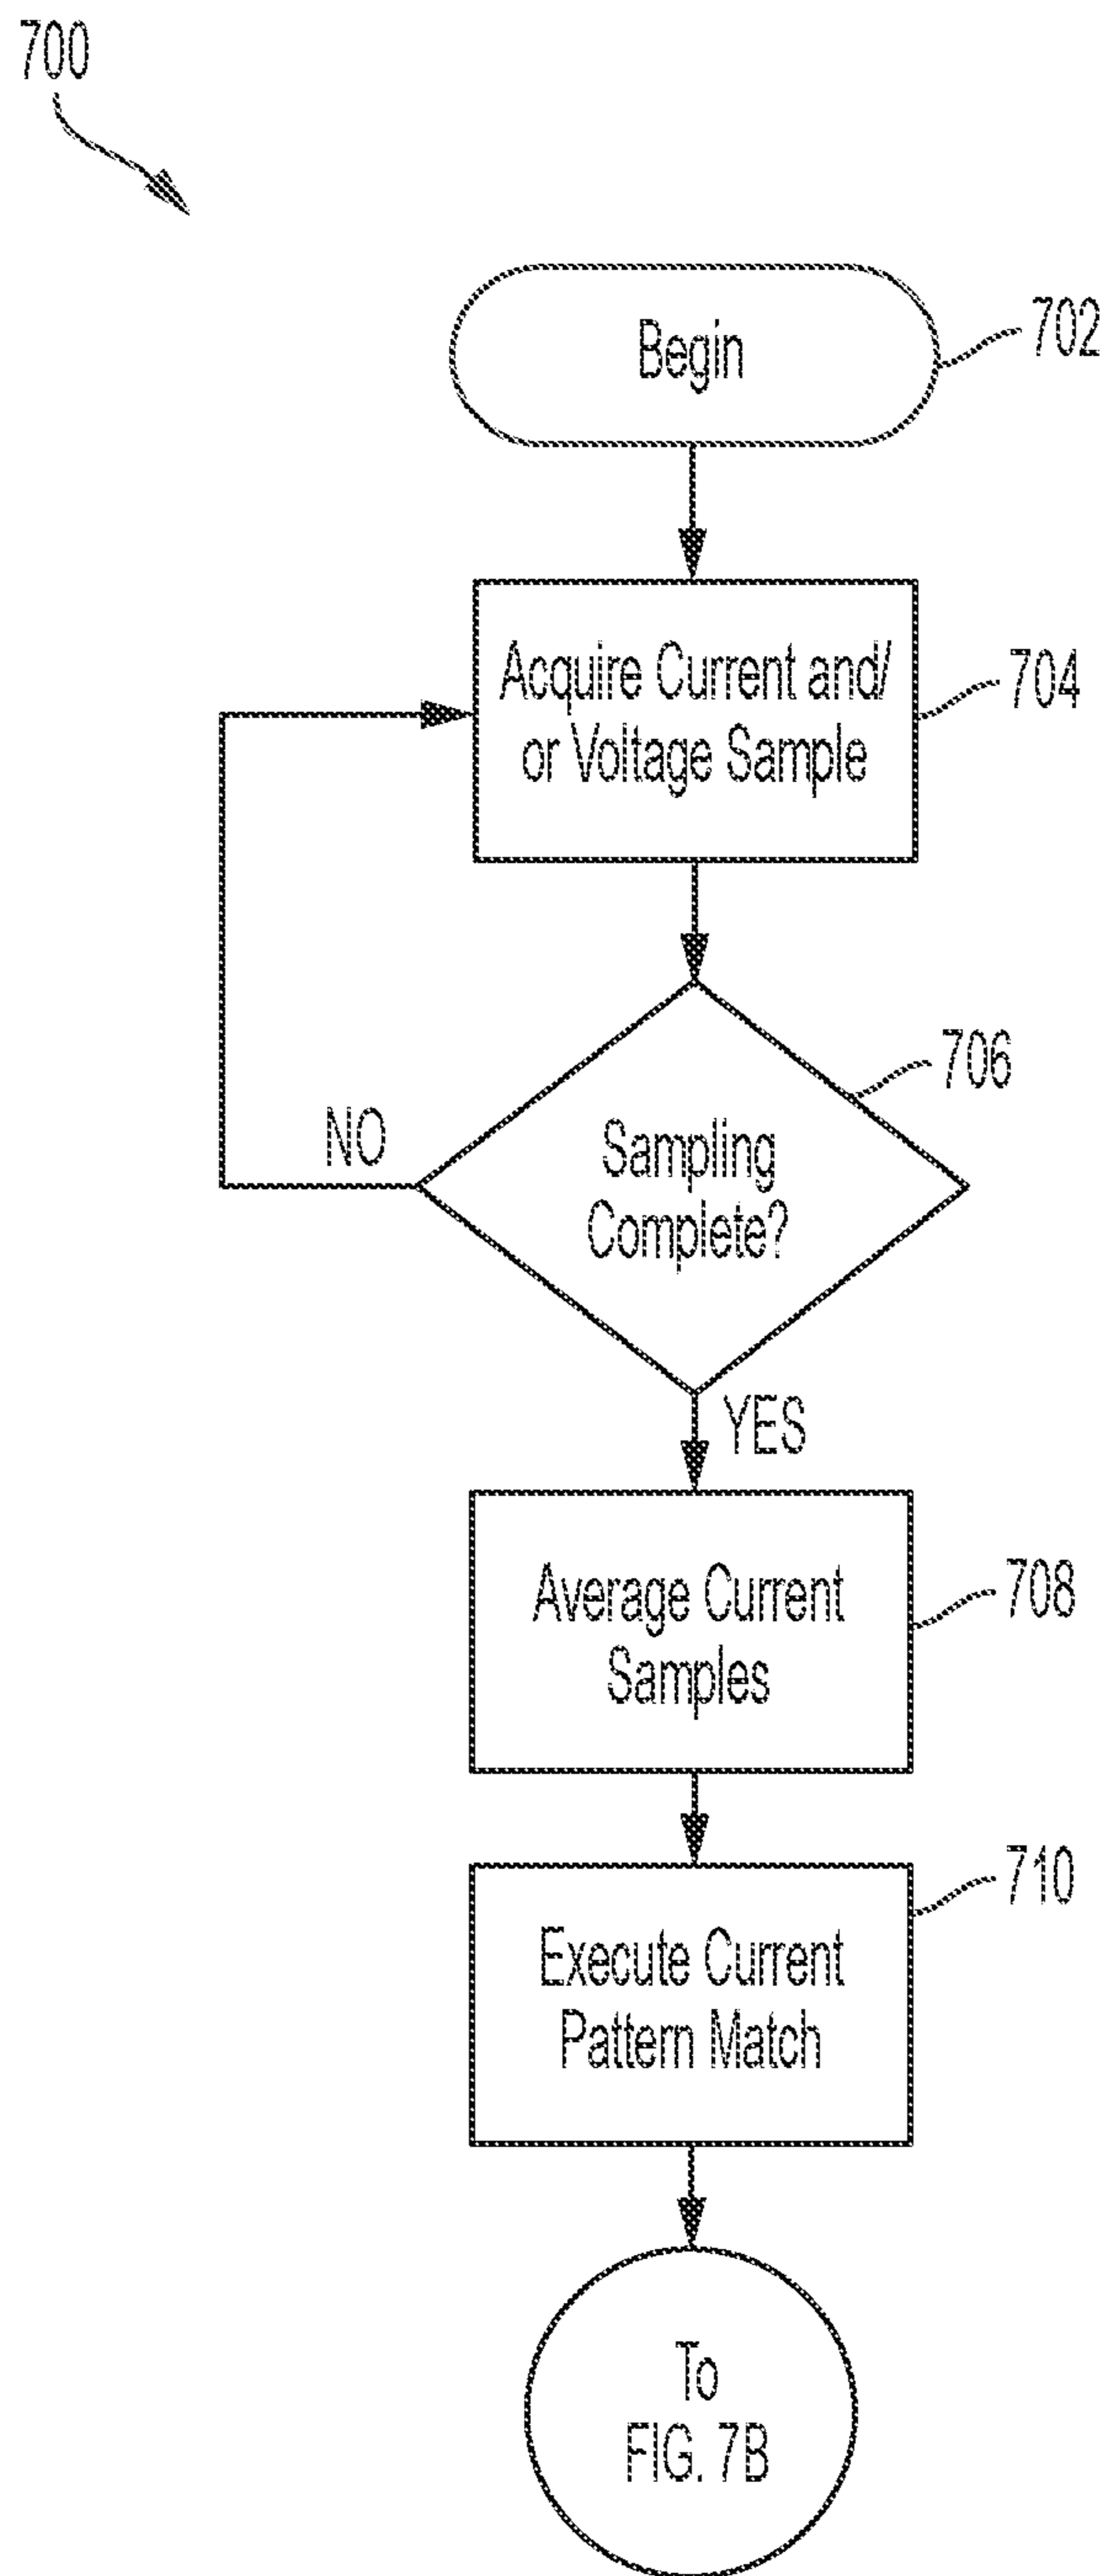 700
Begin
702
Acquire Current and/
or Voltage Sample
704
706
NO
Sampling
Complete?
YES
Average Current
Samples
708
710
Execute Current
Pattern Match
To
FIG. 7B